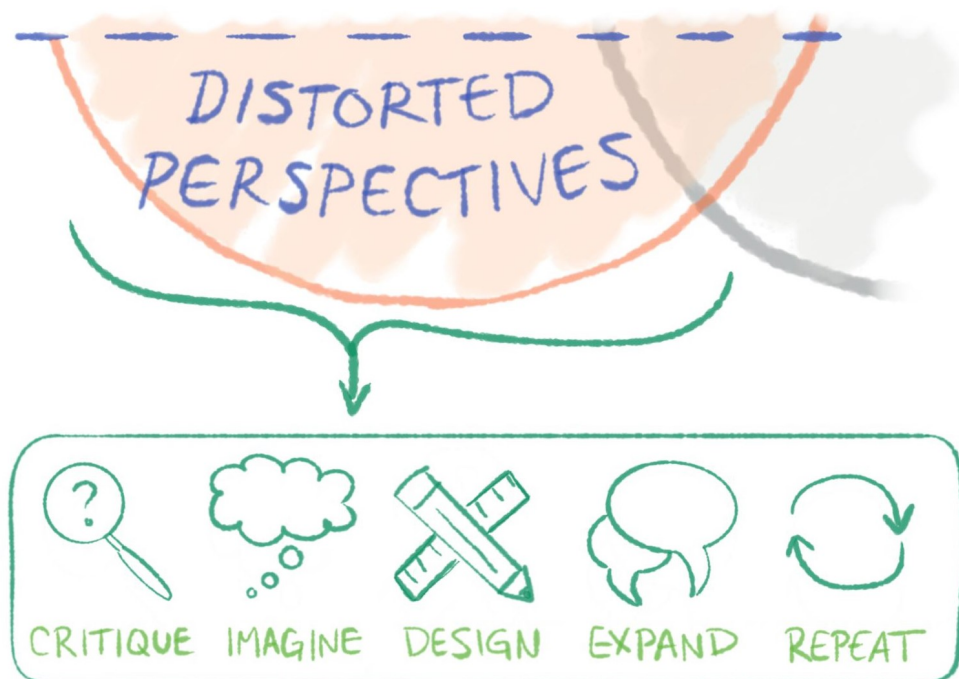 DISTORTED
PERSPECTIVES
?
CRITIQUE IMAGINE DESIGN EXPAND REPEAT